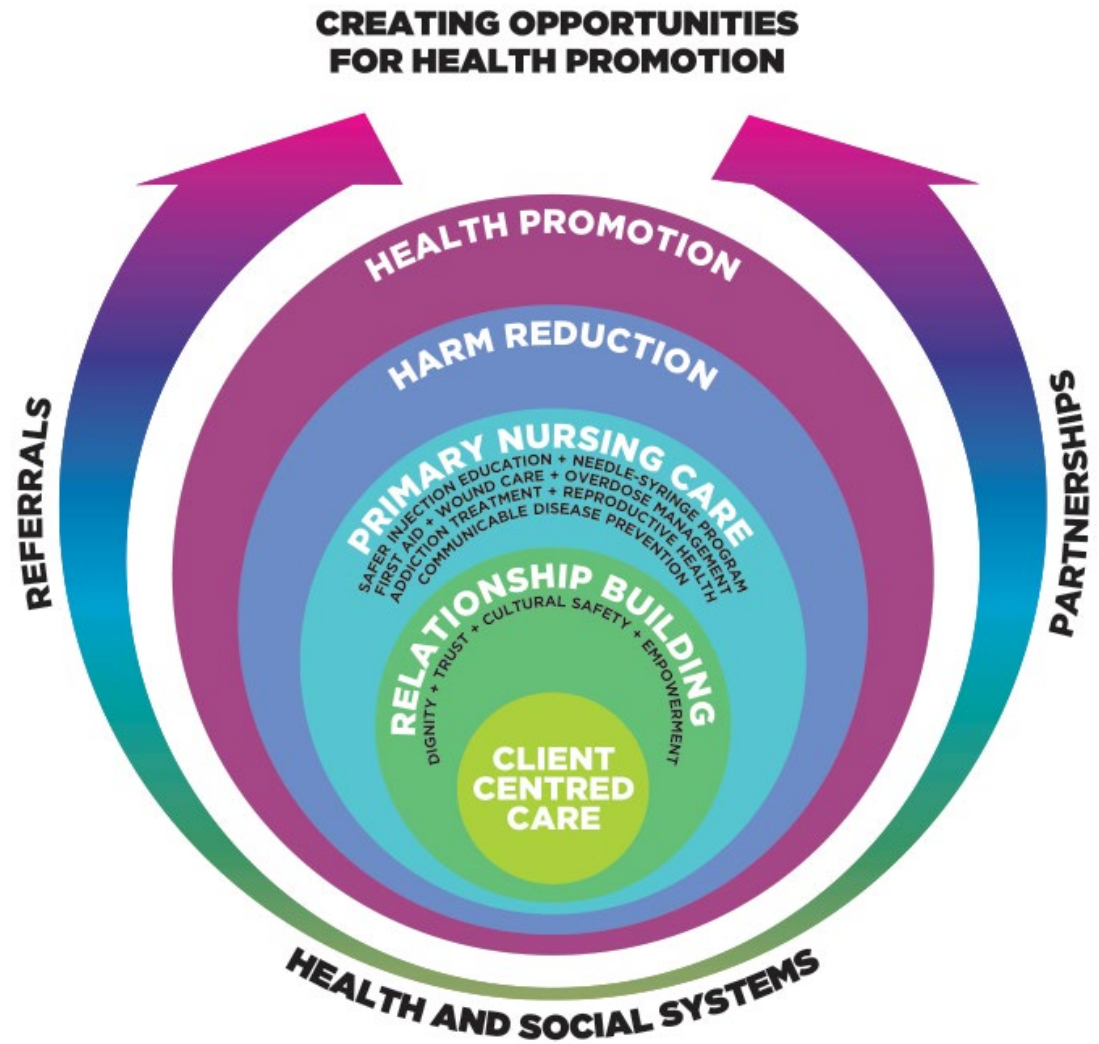 CREATING OPPORTUNITIES
FOR HEALTH PROMOTION
HEALTH PROMOTION
HARM REDUCTION
PRIMARY NURSING CARE
SAFER INJECTION EDUCATION + NEEDLE-SYRINGE PROGRAM
FIRST AID + WOUND CARE + OVERDOSE MANAGEMENT
ADDICTION TREATMENT + REPRODUCTIVE HEALTH
COMMUNICABLE DISEASE PREVENTION
RELATIONSHIP BUILDING
DIGNITY + TRUST + CULTURAL SAFETY + EMPOWERMENT
CLIENT
CENTRED
CARE
REFERRALS
PARTNERSHIPS
HEALTH AND SOCIAL SYSTEMS